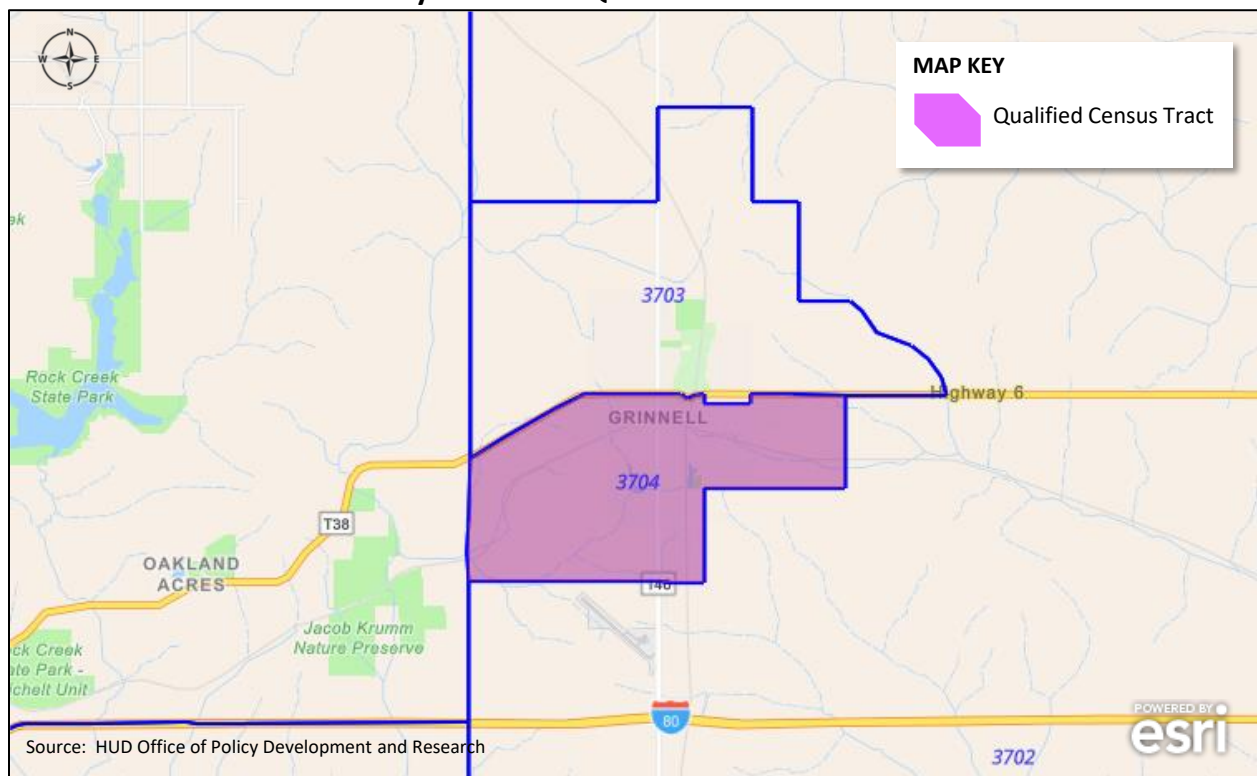 N
W
E
S
MAP KEY
Qualified Census Tract
3703
Rock Creek
State Park
Highway 6
GRINNELL
3704
T38
OAKLAND
ACRES
Jacob Krumm
Nature Preserve
80
Source: HUD Office of Policy Development and Research
3702
POWERED BY
esri